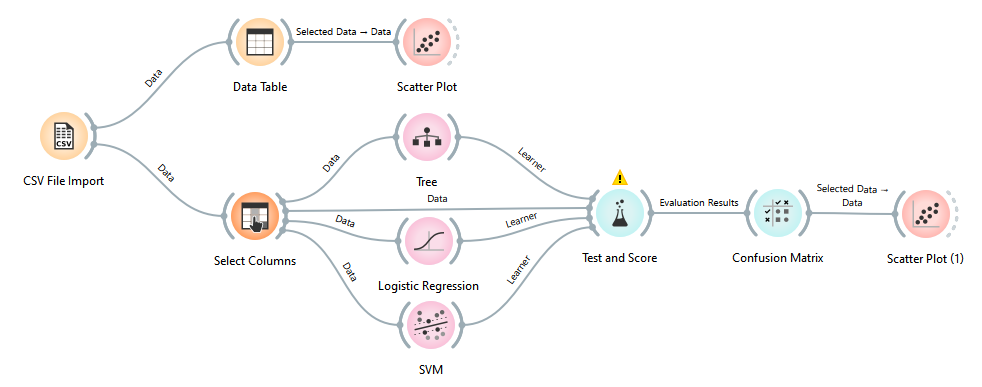 Selected Data → Data
Data Table
Scatter Plot
Data
CSV
CSV File Import
Data
Data
Tree
Learner
Data
Select Columns
Data
Learner
Logistic Regression
Data
Learner
SVM
Test and Score
Evaluation Results
Confusion Matrix
Selected Data →
Data
Scatter Plot (1)